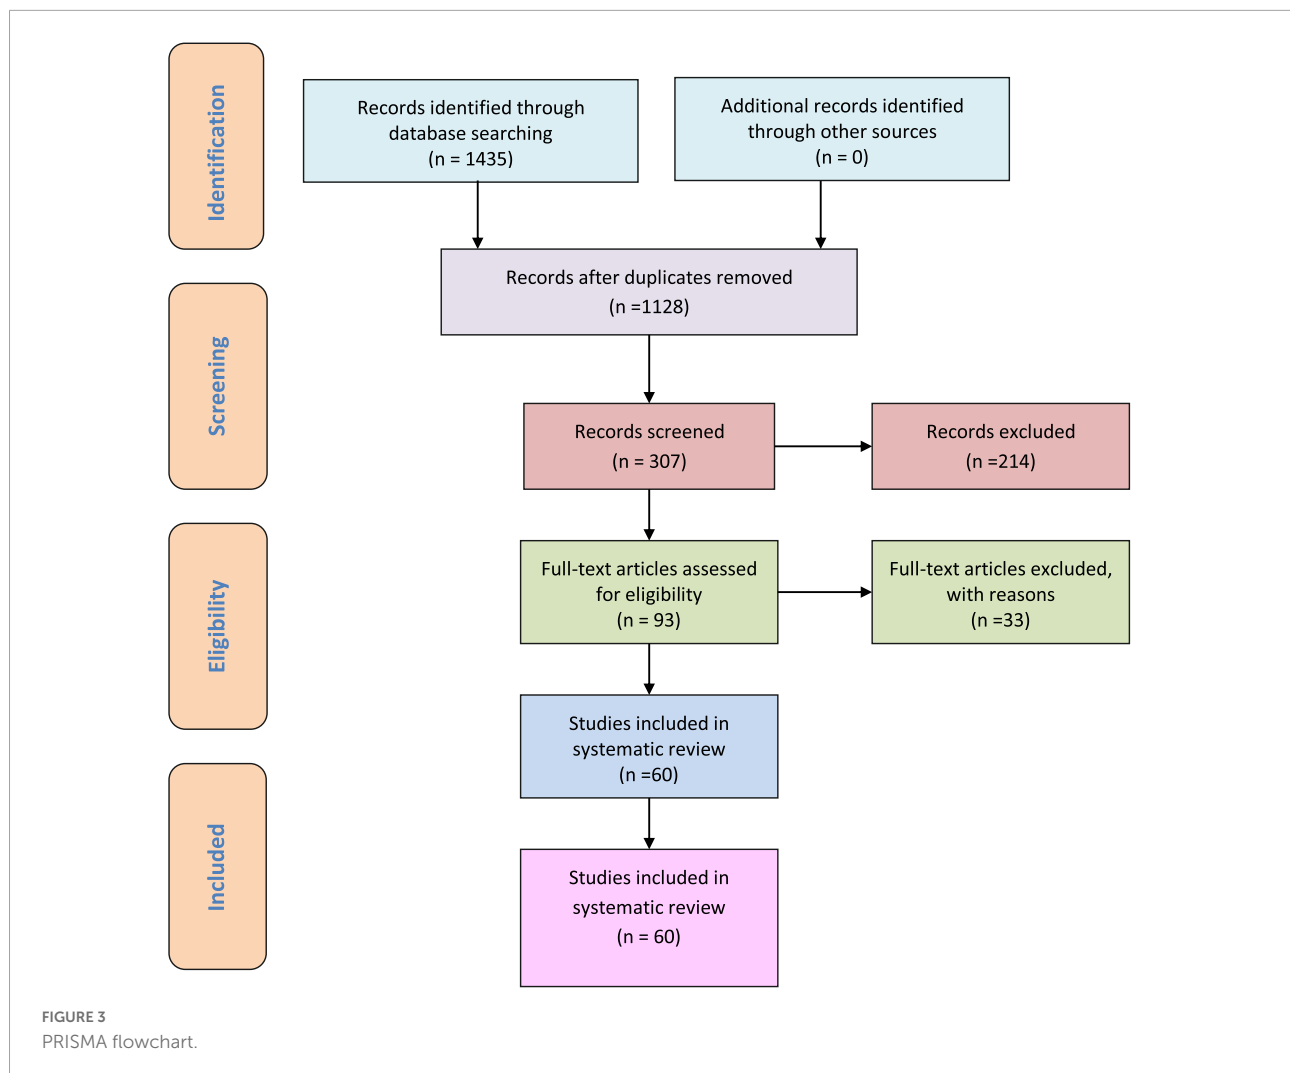 Identification
Records identified through
database searching
(n = 1435)
Additional records identified
through other sources
(n = 0)
Records after duplicates removed
(n =1128)
Screening
Records screened
(n = 307)
Records excluded
(n =214)
Eligibility
Full-text articles assessed
for eligibility
(n = 93)
Full-text articles excluded,
with reasons
(n =33)
Studies included in
systematic review
(n =60)
Included
Studies included in
systematic review
(n = 60)
FIGURE 3
PRISMA flowchart.